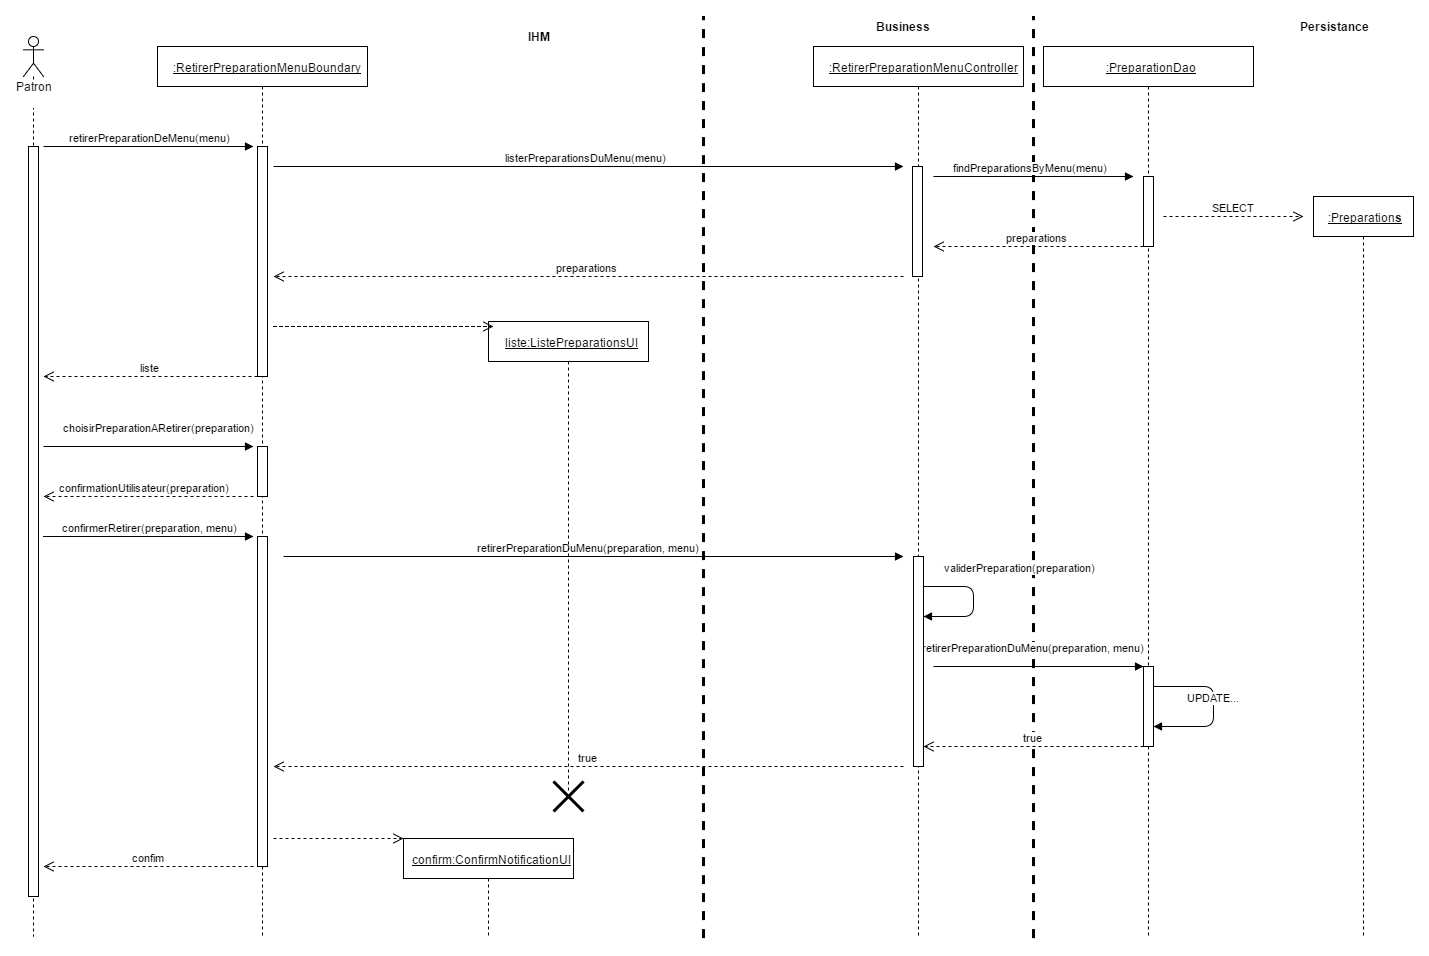 IHM
Business
Persistance
Patron
:RetirerPreparationMenuBoundary
:RetirerPreparationMenuController
:PreparationDao
retirerPreparationDeMenu(menu)
listerPreparationsDuMenu(menu)
findPreparationsByMenu(menu)
SELECT
:Preparations
preparations
preparations
liste:ListePreparationsUI
liste
choisirPreparationARetirer(preparation)
confirmationUtilisateur(preparation)
confirmerRetirer(preparation, menu)
retirerPreparationDuMenu(preparation, menu)
validerPreparation(preparation)
retirerPreparationDuMenu(preparation, menu)
UPDATE...
true
true
confim
confirm:ConfirmNotificationUI